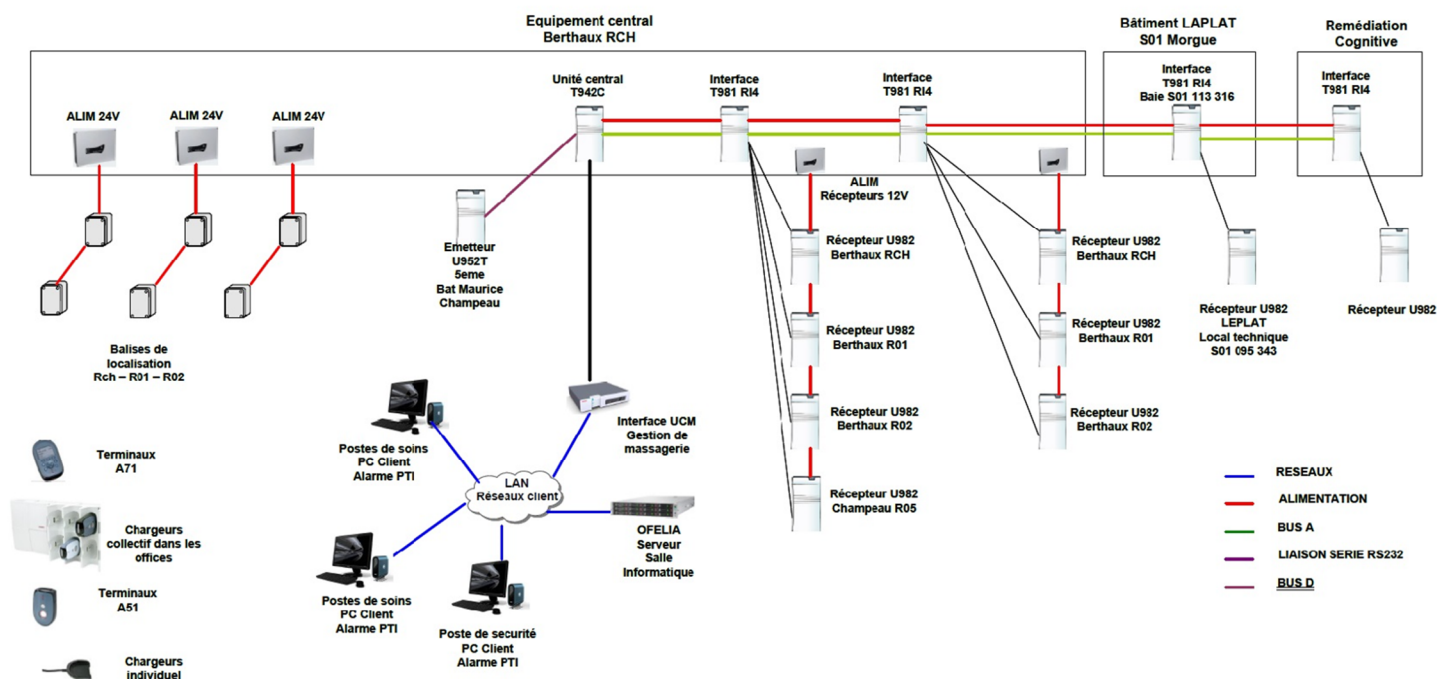 Equipement central
Berthaux RCH
Bâtiment LAPLAT
S01 Morgue
Remédiation
Cognitive
Unité central
T942C
Interface
T981 RI4
Interface
T981 RI4
Interface
T981 RI4
Baie S01 113 316
Interface
T981 RI4
ALIM 24V
ALIM 24V
ALIM 24V
ALIM
Récepteurs 12V
Emetteur
U952T
5eme
Bat Maurice
Champeau
Récepteur U982
Berthaux RCH
Récepteur U982
Berthaux RCH
Récepteur U982
Berthaux R01
Récepteur U982
Berthaux R01
Récepteur U982
LEPLAT
Local technique
S01 095 343
Récepteur U982
Balises de
localisation
Rch – R01 – R02
Récepteur U982
Berthaux R02
Récepteur U982
Berthaux R02
Récepteur U982
Champeau R05
Interface UCM
Gestion de
massagerie
Postes de soins
PC Client
Alarme PTI
LAN
Réseaux client
OFELIA
Serveur
Salle
Informatique
Postes de soins
PC Client
Alarme PTI
Poste de securité
PC Client
Alarme PTI
Terminaux
A71
Chargeurs
collectif dans les
offices
Terminaux
A51
Chargeurs
individuel
RESEAUX
ALIMENTATION
BUS A
LIAISON SERIE RS232
BUS D